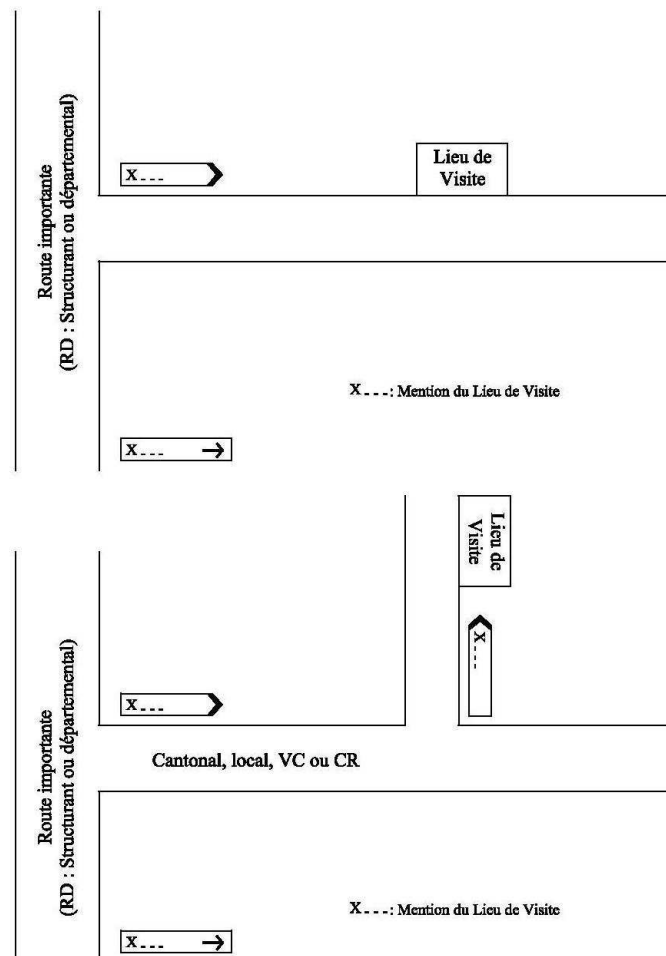 Route importante
(RD : Structurant ou départemental)
X---
Lieu de
Visite
X---: Mention du Lieu de Visite
X---
Lieu de
Visite
X---
Route importante
(RD : Structurant ou départemental)
X---
Cantonal, local, VC ou CR
X---: Mention du Lieu de Visite
X---